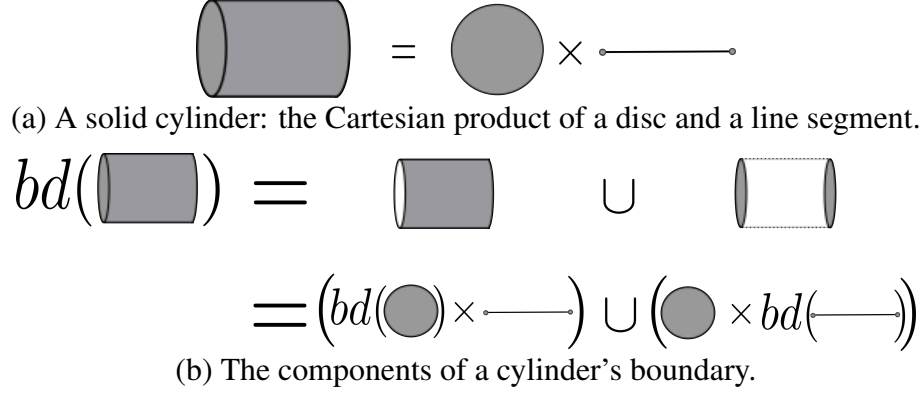 = ×
(a) A solid cylinder: the Cartesian product of a disc and a line segment.
bd( ) = ∪
= (bd( ) × ) ∪ ( × bd( ))
(b) The components of a cylinder's boundary.